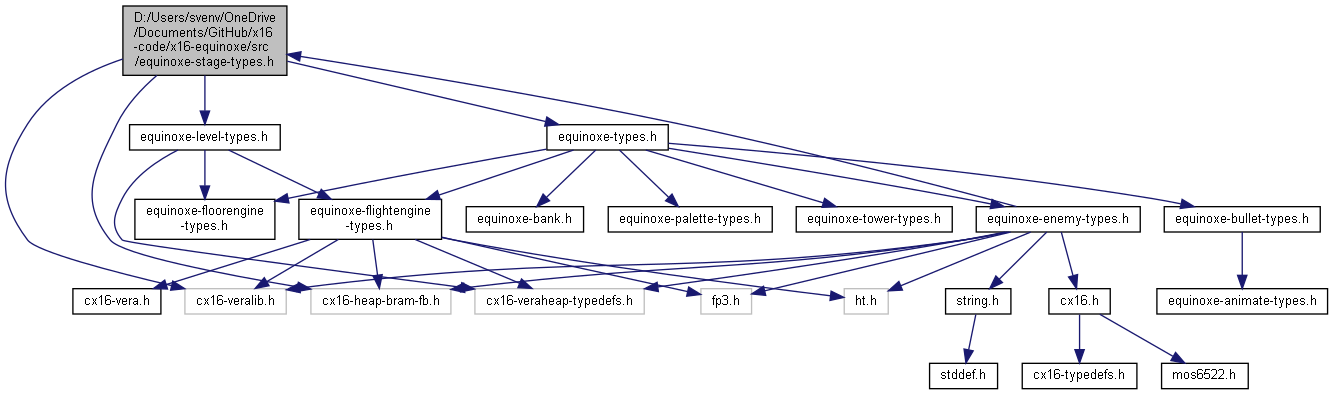 D:/Users/svenv/OneDrive
/Documents/GitHub/x16
-code/x16-equinoxe/src
/equinoxe-stage-types.h
equinoxe-level-types.h
equinoxe-types.h
equinoxe-floorengine
-types.h
equinoxe-flightengine
-types.h
equinoxe-bank.h
equinoxe-palette-types.h
equinoxe-tower-types.h
equinoxe-enemy-types.h
equinoxe-bullet-types.h
cx16-vera.h
cx16-veralib.h
cx16-heap-bram-fb.h
cx16-veraheap-typedefs.h
fp3.h
ht.h
string.h
cx16.h
equinoxe-animate-types.h
stddef.h
cx16-typedefs.h
mos6522.h